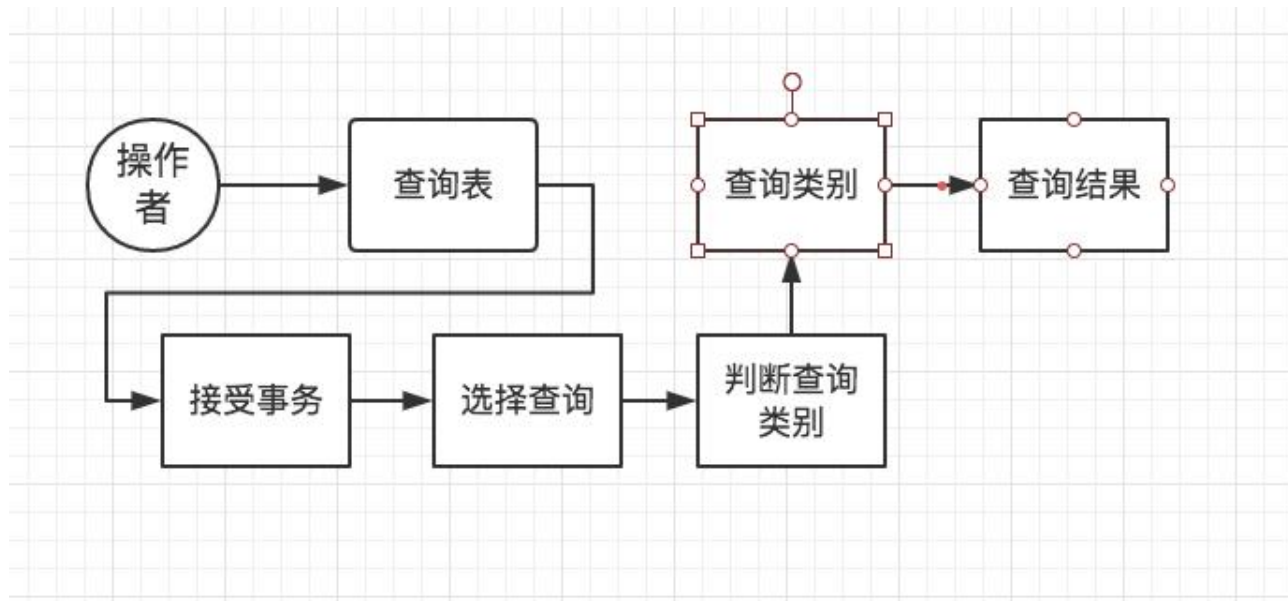 操作
者
查询表
查询类别
查询结果
接受事务
选择查询
判断查询
类别